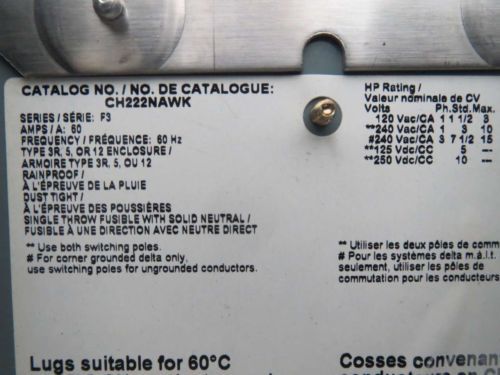 CATALOG NO. / NO. DE CATALOGUE:
CH222NAWK
SERIES / SÉRIE: F3
AMPS / A: 60
FREQUENCY / FRÉQUENCE: 60 Hz
TYPE 3R, 5, OR 12 ENCLOSURE /
ARMOIRE TYPE 3R, 5, OU 12
RAINPROOF /
À L'ÉPREUVE DE LA PLUIE
DUST TIGHT /
À L'ÉPREUVE DES POUSSIÈRES
SINGLE THROW FUSIBLE WITH SOLID NEUTRAL /
FUSIBLE A UNE DIRECTION AVEC NEUTRE DIRECT
** Use both switching poles.
# For corner grounded delta only,
use switching poles for ungrounded conductors.
Lugs suitable for 60°C
HP Rating /
Valeur nominale de CV
Volts Ph. Std. Max.
120 Vac/CA 1 1 1/2 3
**240 Vac/CA 1 3 10
#240 Vac/CA 3 7 1/2 15
**125 Vdc/CC 5 —
**250 Vdc/CC 10 —
** Utiliser les deux pôles de comm
# Pour les systèmes delta m.à.l.t.
seulement, utiliser les pôles de
commutation pour les conducteurs
Cosses convenan